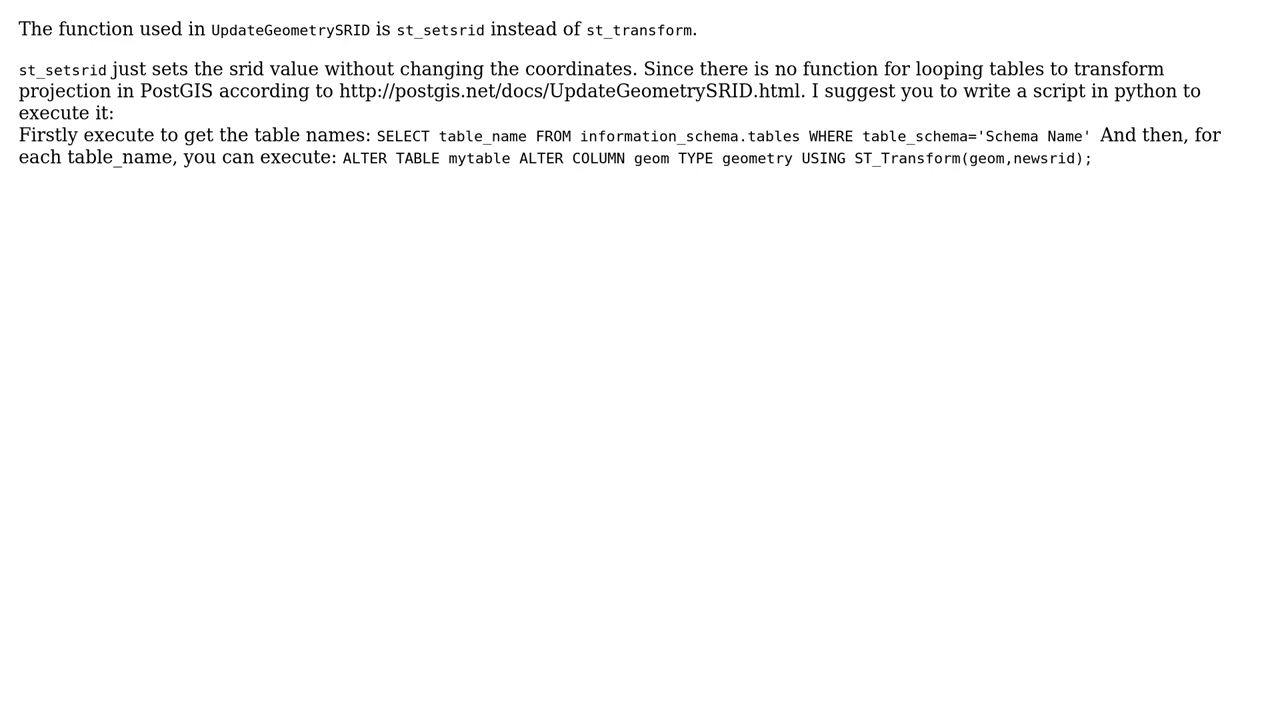 The function used in UpdateGeometrySRID is st_setsrid instead of st_transform.
st_setsrid just sets the srid value without changing the coordinates. Since there is no function for looping tables to transform
projection in PostGIS according to http://postgis.net/docs/UpdateGeometrySRID.html. I suggest you to write a script in python to
execute it:
Firstly execute to get the table names: SELECT table_name FROM information_schema.tables WHERE table_schema='Schema Name' And then, for
each table_name, you can execute: ALTER TABLE mytable ALTER COLUMN geom TYPE geometry USING ST_Transform(geom,newsrid);